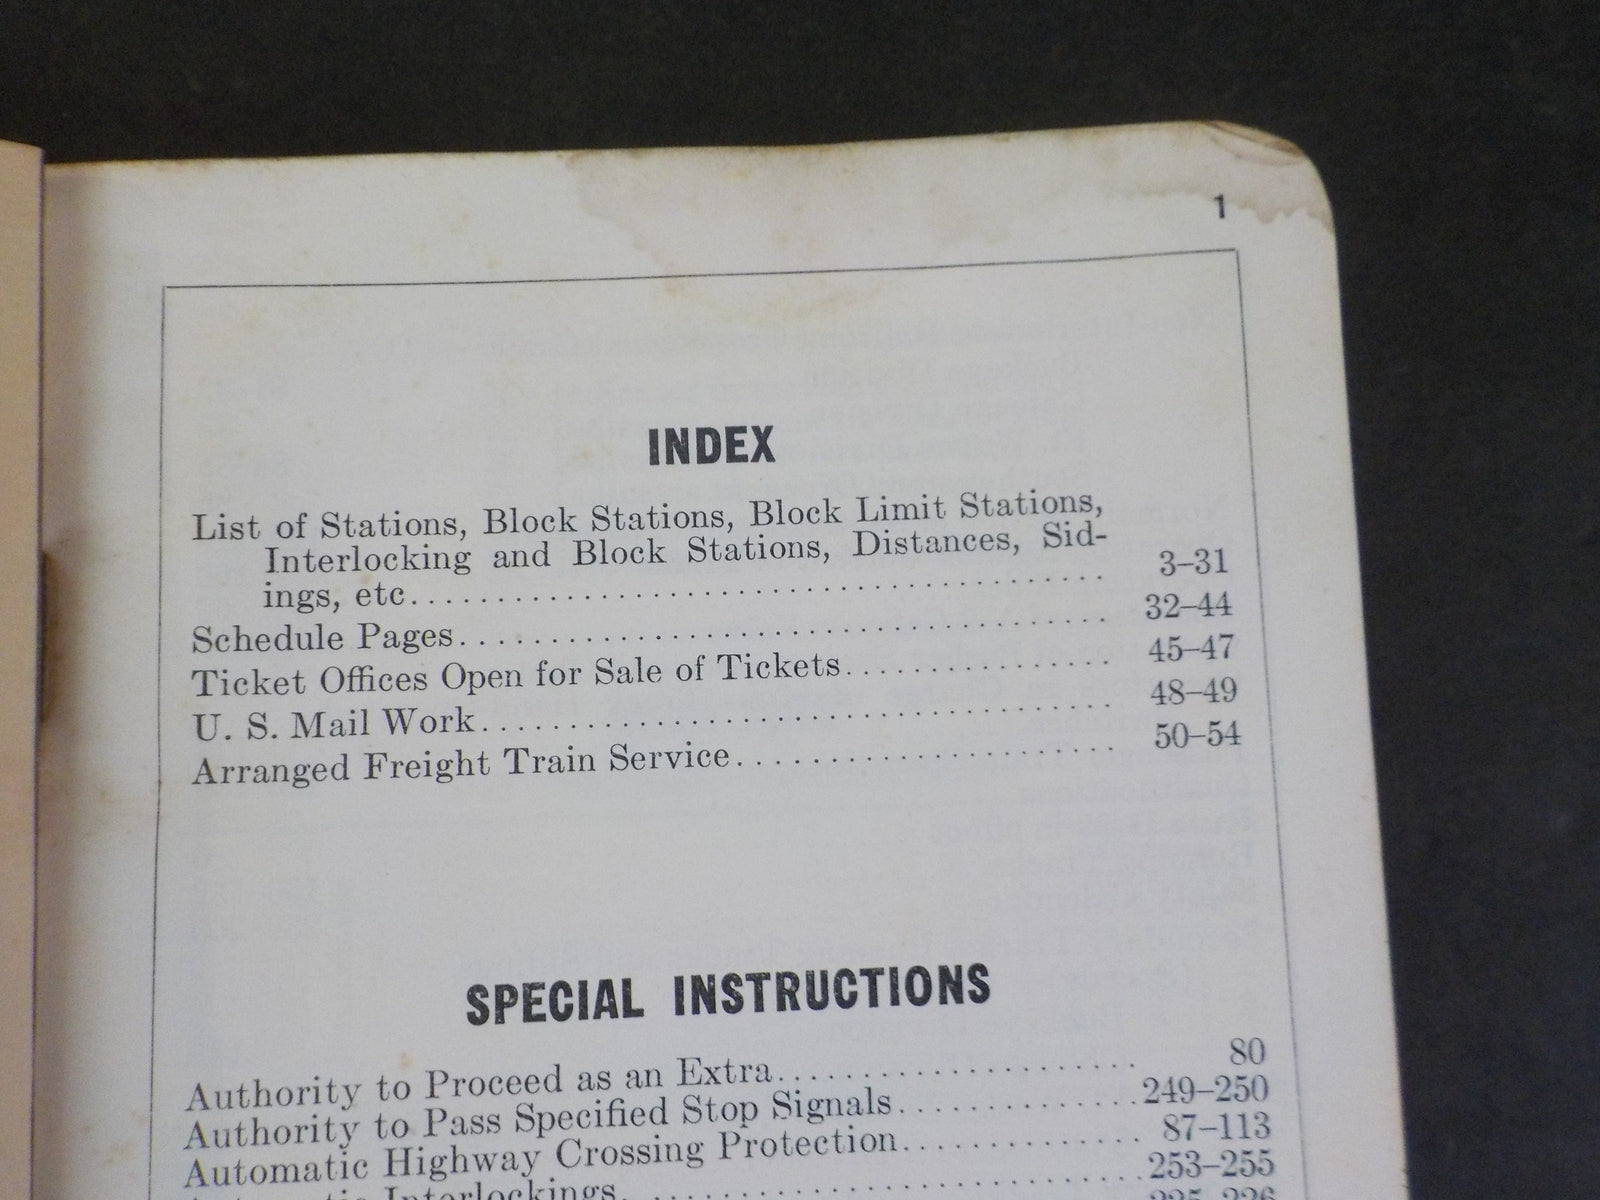 1
INDEX
List of Stations, Block Stations, Block Limit Stations,
Interlocking and Block Stations, Distances, Sid-
ings, etc........................................ 3–31
Schedule Pages........................................ 32–44
Ticket Offices Open for Sale of Tickets................ 45–47
U. S. Mail Work........................................ 48–49
Arranged Freight Train Service........................ 50–54
SPECIAL INSTRUCTIONS
Authority to Proceed as an Extra...................... 80
Authority to Pass Specified Stop Signals.............. 249–250
Automatic Highway Crossing Protection.............. 87–113
Automatic Interlockings.............................. 253–255